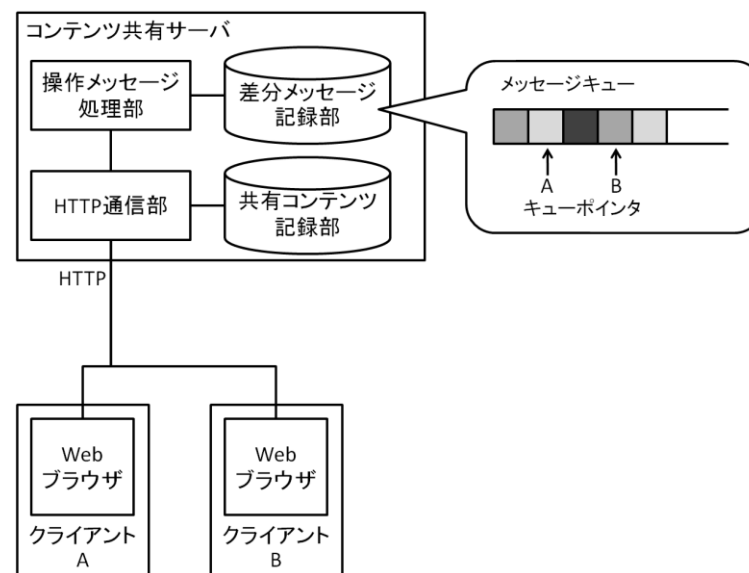 コンテンツ共有サーバ
操作メッセージ
処理部
差分メッセージ
記録部
HTTP通信部
共有コンテンツ
記録部
メッセージキュー
A
B
キューポインタ
HTTP
Web
ブラウザ
クライアント
A
Web
ブラウザ
クライアント
B